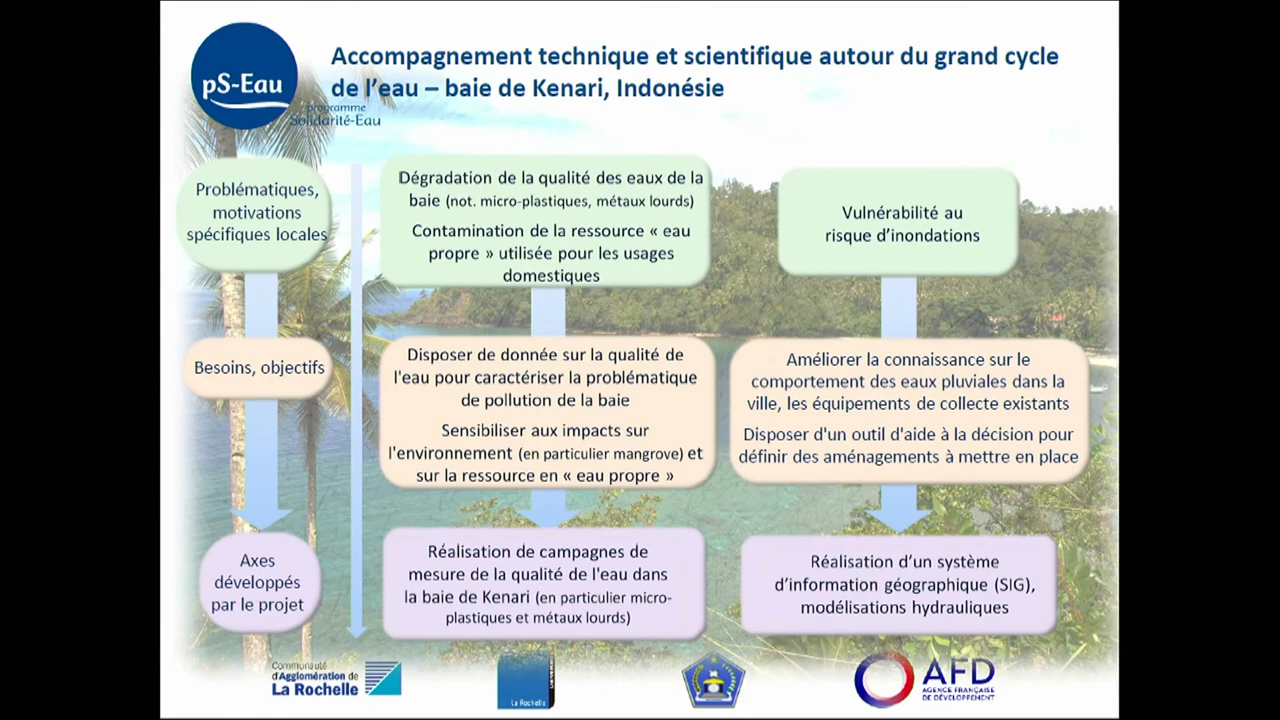 pS-Eau
programme
Solidarité-Eau
Accompagnement technique et scientifique autour du grand cycle
de l'eau – baie de Kenari, Indonésie
Problématiques,
motivations
spécifiques locales
Dégradation de la qualité des eaux de la
baie (not. micro-plastiques, métaux lourds)
Contamination de la ressource « eau
propre » utilisée pour les usages
domestiques
Vulnérabilité au
risque d'inondations
Besoins, objectifs
Disposer de donnée sur la qualité de
l'eau pour caractériser la problématique
de pollution de la baie
Sensibiliser aux impacts sur
l'environnement (en particulier mangrove) et
sur la ressource en « eau propre »
Améliorer la connaissance sur le
comportement des eaux pluviales dans la
ville, les équipements de collecte existants
Disposer d'un outil d'aide à la décision pour
définir des aménagements à mettre en place
Axes
développés
par le projet
Réalisation de campagnes de
mesure de la qualité de l'eau dans
la baie de Kenari (en particulier micro-
plastiques et métaux lourds)
Réalisation d'un système
d'information géographique (SIG),
modélisations hydrauliques
Communauté
d'Agglomération de
La Rochelle
La Rochelle
AFD
AGENCE FRANÇAISE
DE DÉVELOPPEMENT